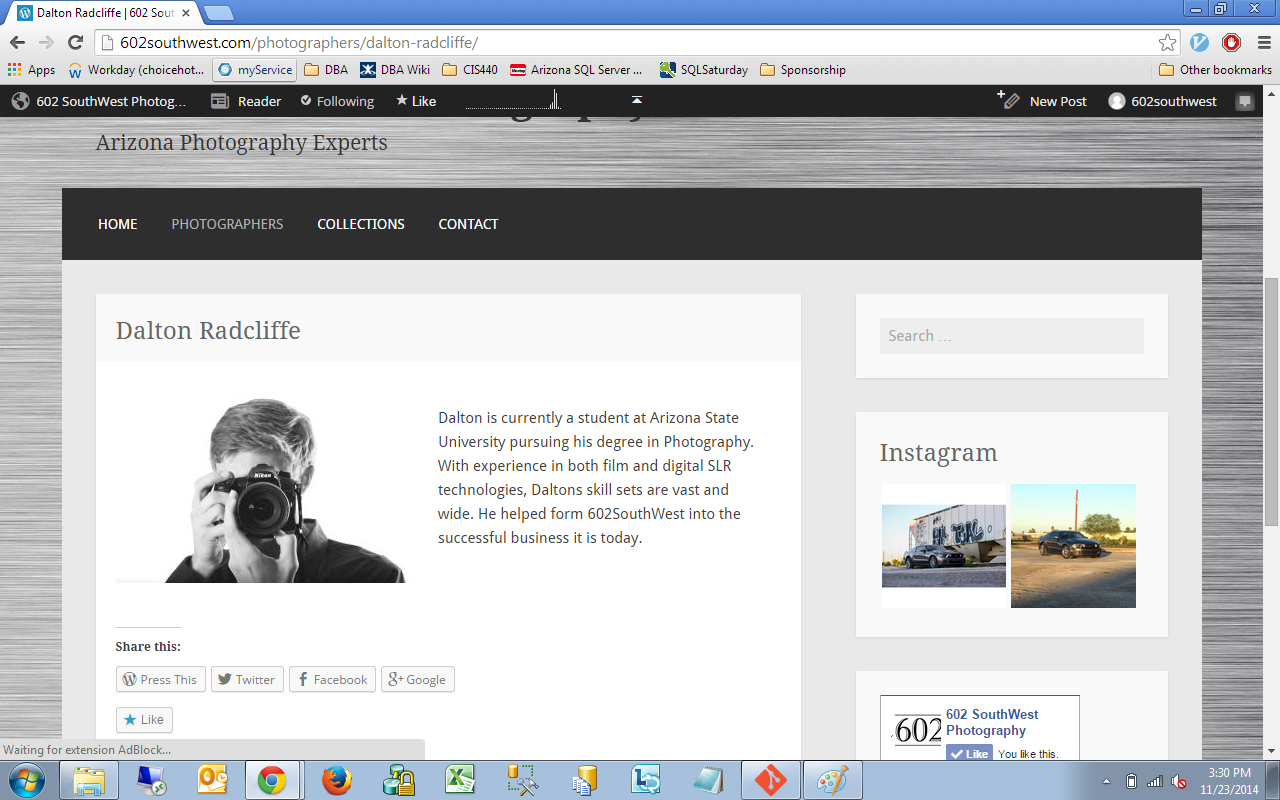 Dalton Radcliffe | 602 Sout
602southwest.com/photographers/dalton-radcliffe/
Apps Workday (choicehot... myService DBA DBA Wiki CIS440 Arizona SQL Server ... SQLSaturday Sponsorship Other bookmarks
602 SouthWest Photog... Reader Following Like New Post 602southwest
Arizona Photography Experts
HOME PHOTOGRAPHERS COLLECTIONS CONTACT
Dalton Radcliffe
Search …
Nikon
Dalton is currently a student at Arizona State
University pursuing his degree in Photography.
With experience in both film and digital SLR
technologies, Daltons skill sets are vast and
wide. He helped form 602SouthWest into the
successful business it is today.
Instagram
Share this:
Press This Twitter Facebook Google
Like
602
602 SouthWest
Photography
Like You like this.
Waiting for extension AdBlock...
3:30 PM
11/23/2014